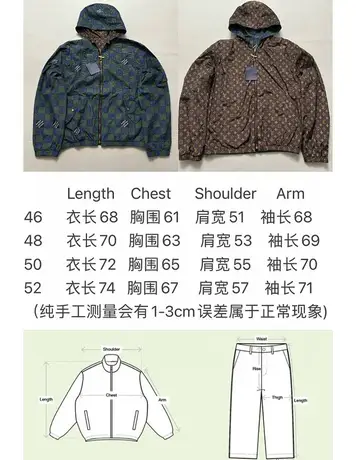 Length Chest Shoulder Arm
46 衣长68 胸围61 肩宽51 袖长68
48 衣长70 胸围63 肩宽53 袖长69
50 衣长72 胸围65 肩宽55 袖长70
52 衣长74 胸围67 肩宽57 袖长71
(纯手工测量会有1-3cm误差属于正常现象)
Shoulder
Chest
Length
Arm
Waist
Rise
Thigh
Length